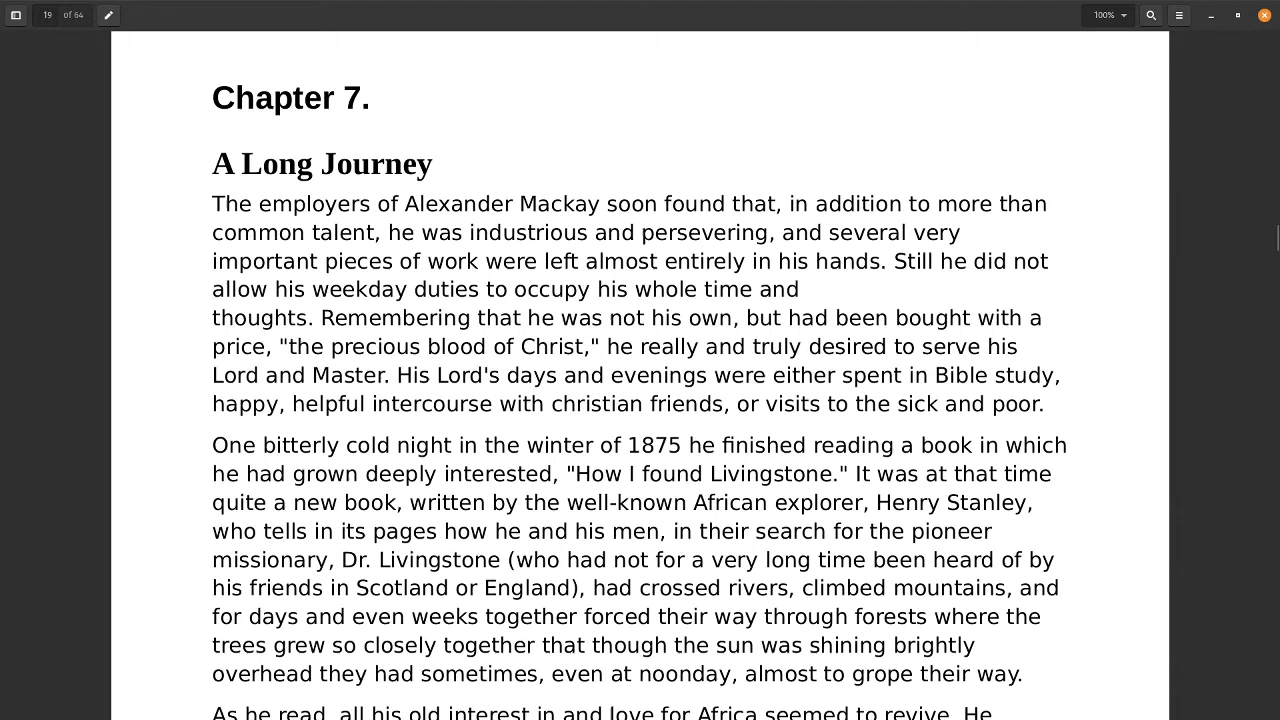 19 of 64
100%
Chapter 7.
A Long Journey
The employers of Alexander Mackay soon found that, in addition to more than
common talent, he was industrious and persevering, and several very
important pieces of work were left almost entirely in his hands. Still he did not
allow his weekday duties to occupy his whole time and
thoughts. Remembering that he was not his own, but had been bought with a
price, "the precious blood of Christ," he really and truly desired to serve his
Lord and Master. His Lord's days and evenings were either spent in Bible study,
happy, helpful intercourse with christian friends, or visits to the sick and poor.
One bitterly cold night in the winter of 1875 he finished reading a book in which
he had grown deeply interested, "How I found Livingstone." It was at that time
quite a new book, written by the well-known African explorer, Henry Stanley,
who tells in its pages how he and his men, in their search for the pioneer
missionary, Dr. Livingstone (who had not for a very long time been heard of by
his friends in Scotland or England), had crossed rivers, climbed mountains, and
for days and even weeks together forced their way through forests where the
trees grew so closely together that though the sun was shining brightly
overhead they had sometimes, even at noonday, almost to grope their way.
As he read, all his old interest in and love for Africa seemed to revive. He